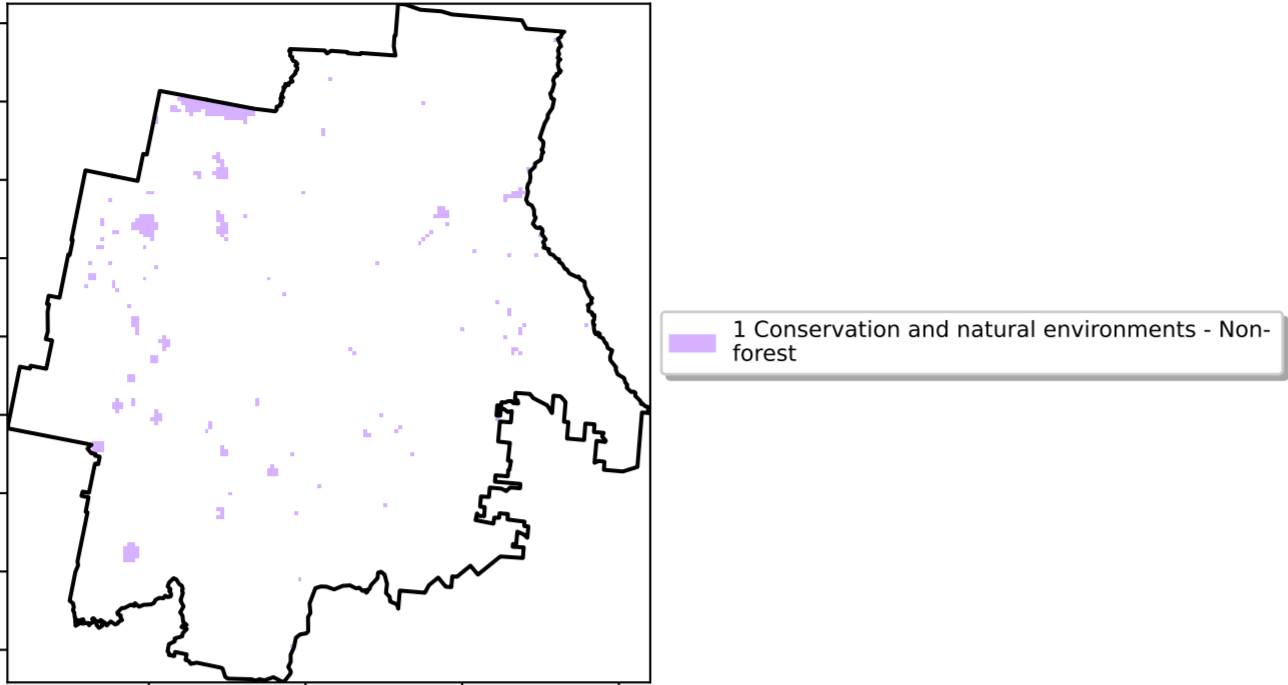 1 Conservation and natural environments - Non-
forest